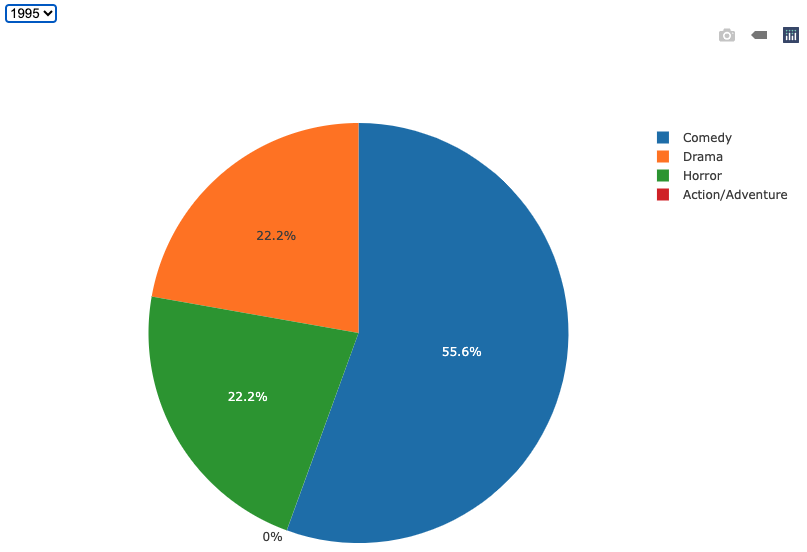 1995
Comedy
Drama
Horror
Action/Adventure
22.2%
55.6%
22.2%
0%